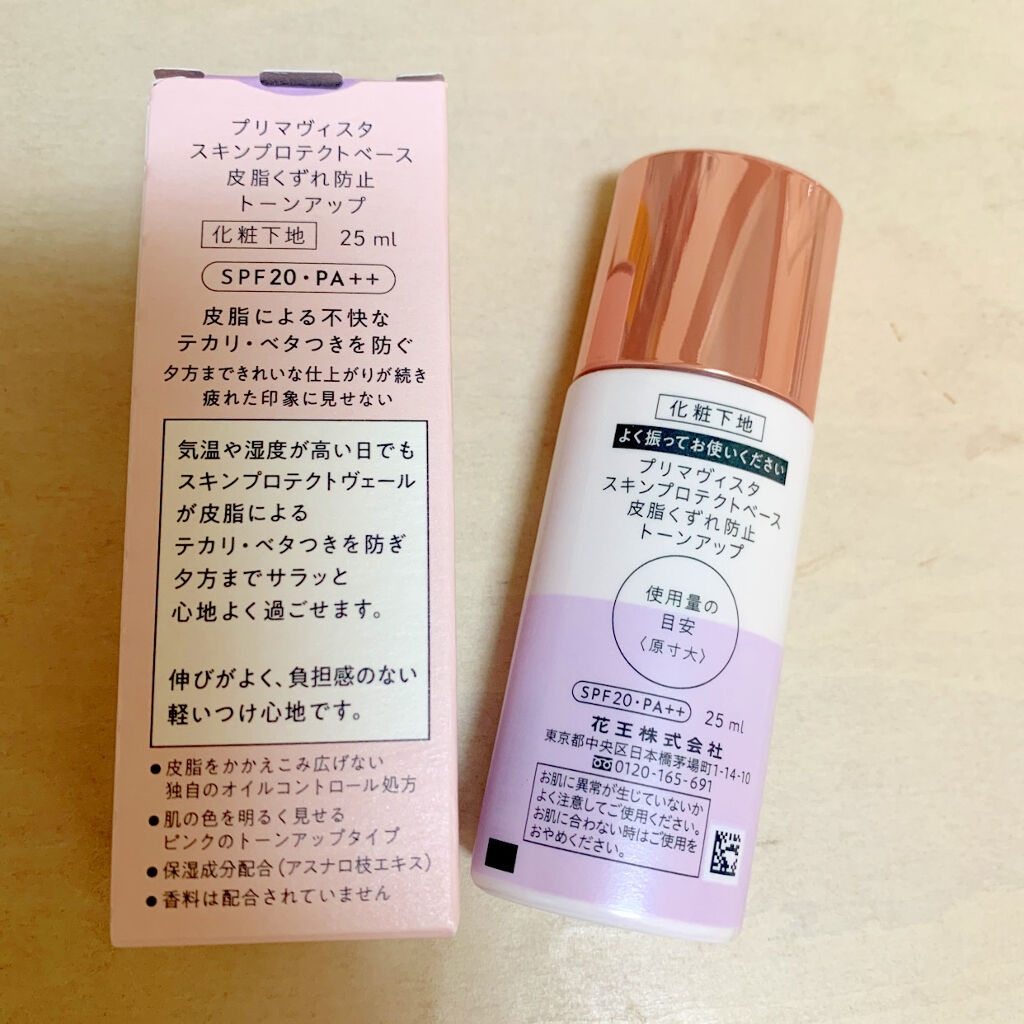 プリマヴィスタ
スキンプロテクトベース
皮脂くずれ防止
トーンアップ
化粧下地 25 ml
SPF20・PA++
皮脂による不快な
テカリ・ベタつきを防ぐ
夕方まできれいな仕上がりが続き
疲れた印象に見せない
気温や湿度が高い日でも
スキンプロテクトヴェール
が皮脂による
テカリ・ベタつきを防ぎ
夕方までサラッと
心地よく過ごせます。
伸びがよく、負担感のない
軽いつけ心地です。
●皮脂をかかえこみ広げない
独自のオイルコントロール処方
●肌の色を明るく見せる
ピンクのトーンアップタイプ
●保湿成分配合(アスナロ枝エキス)
●香料は配合されていません
化粧下地
よく振ってお使いください
プリマヴィスタ
スキンプロテクトベース
皮脂くずれ防止
トーンアップ
使用量の
目安
〈原寸大〉
SPF20・PA++ 25 ml
花王株式会社
東京都中央区日本橋茅場町1-14-10
0120-165-691
お肌に異常が生じていないか
よく注意してご使用ください。
お肌に合わない時はご使用を
おやめください。